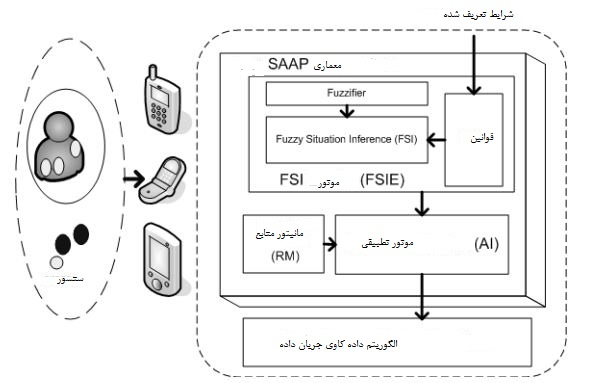 شرایط تعریف شده
معماری SAAP
Fuzzifier
Fuzzy Situation Inference (FSI)
قوانین
موتور FSI (FSIE)
مانیتور منابع
(RM)
موتور تطبیقی (AI)
سنسور
الگوریتم داده کاوی جریان داده